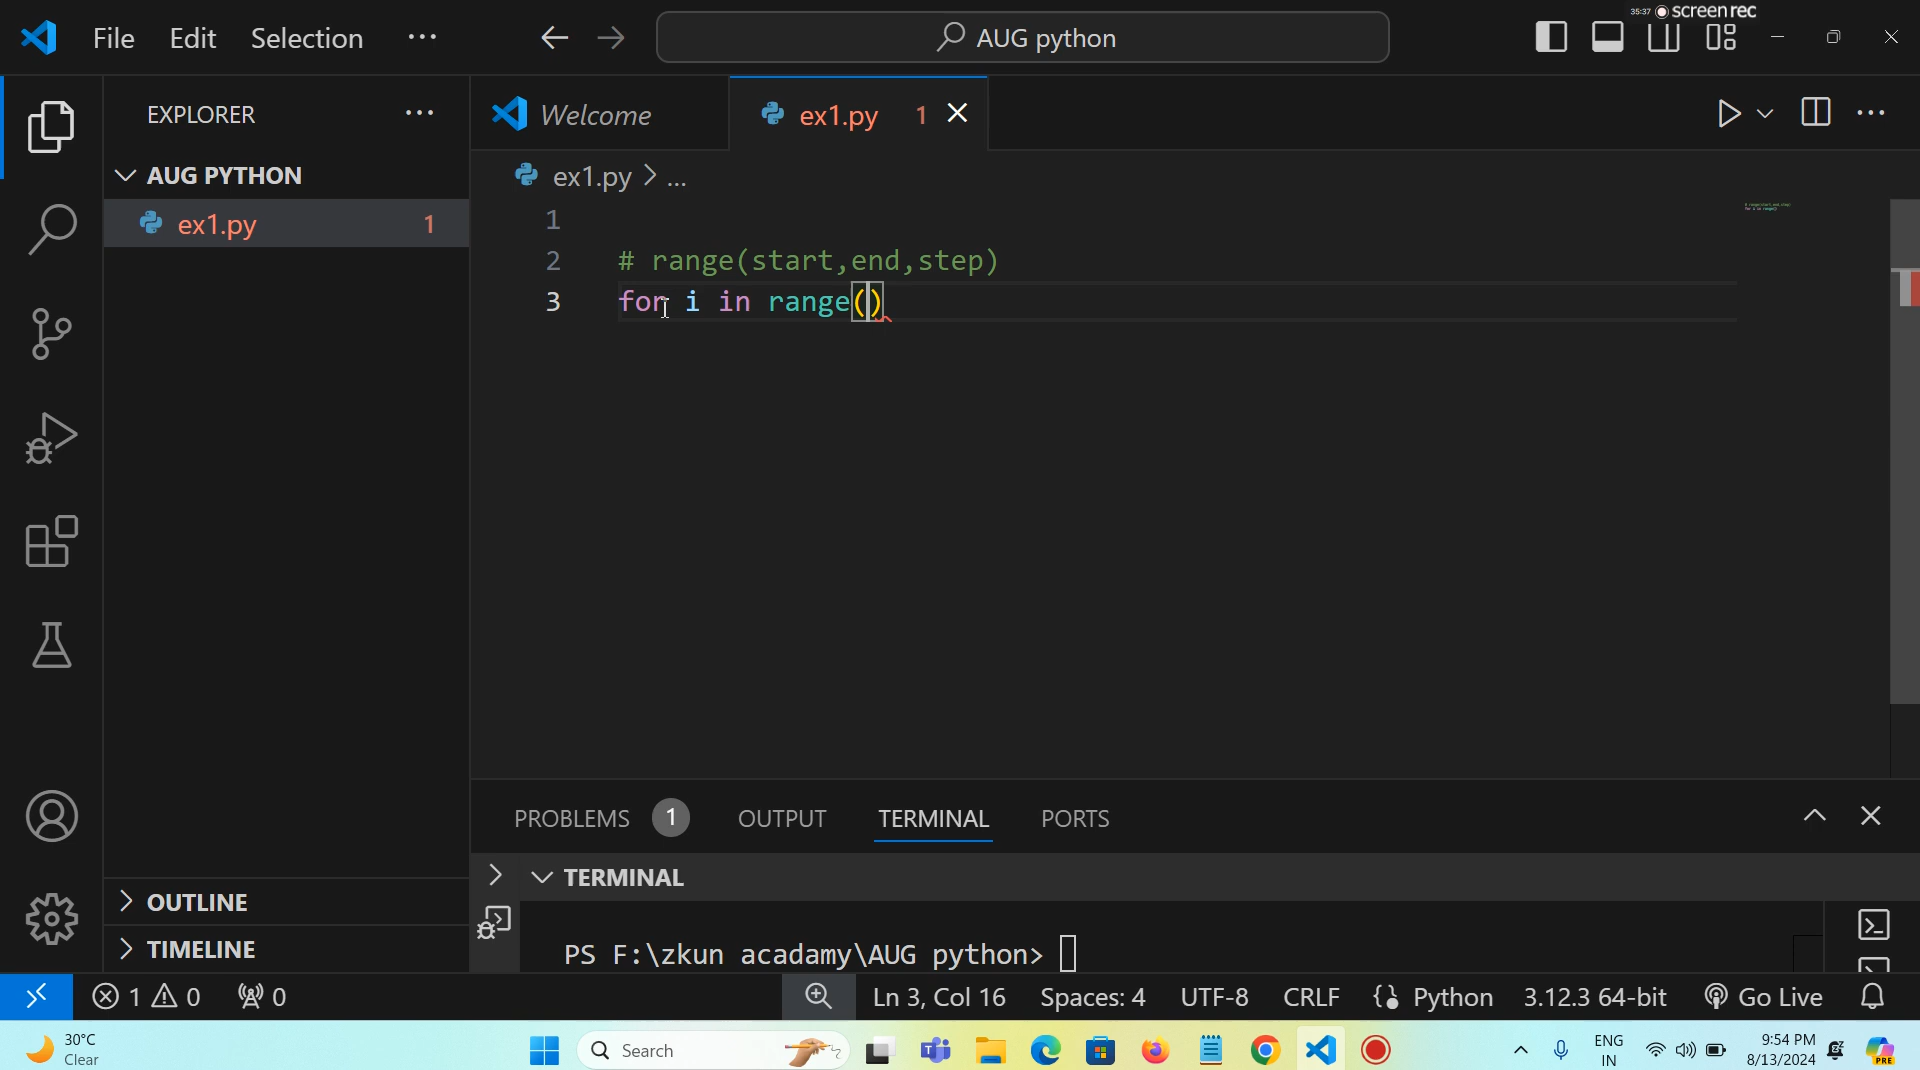 35:37 screenrec
File Edit Selection ... AUG python
EXPLORER ...
Welcome
ex1.py 1
AUG PYTHON
ex1.py 1
ex1.py > ...
1
2 # range(start,end,step)
3 for i in range()
PROBLEMS 1 OUTPUT TERMINAL PORTS
TERMINAL
PS F:\zkun acadamy\AUG python>
OUTLINE
TIMELINE
1 0 0 Ln 3, Col 16 Spaces: 4 UTF-8 CRLF Python 3.12.3 64-bit Go Live
30°C
Clear
Search
ENG
IN
9:54 PM
8/13/2024
PRE